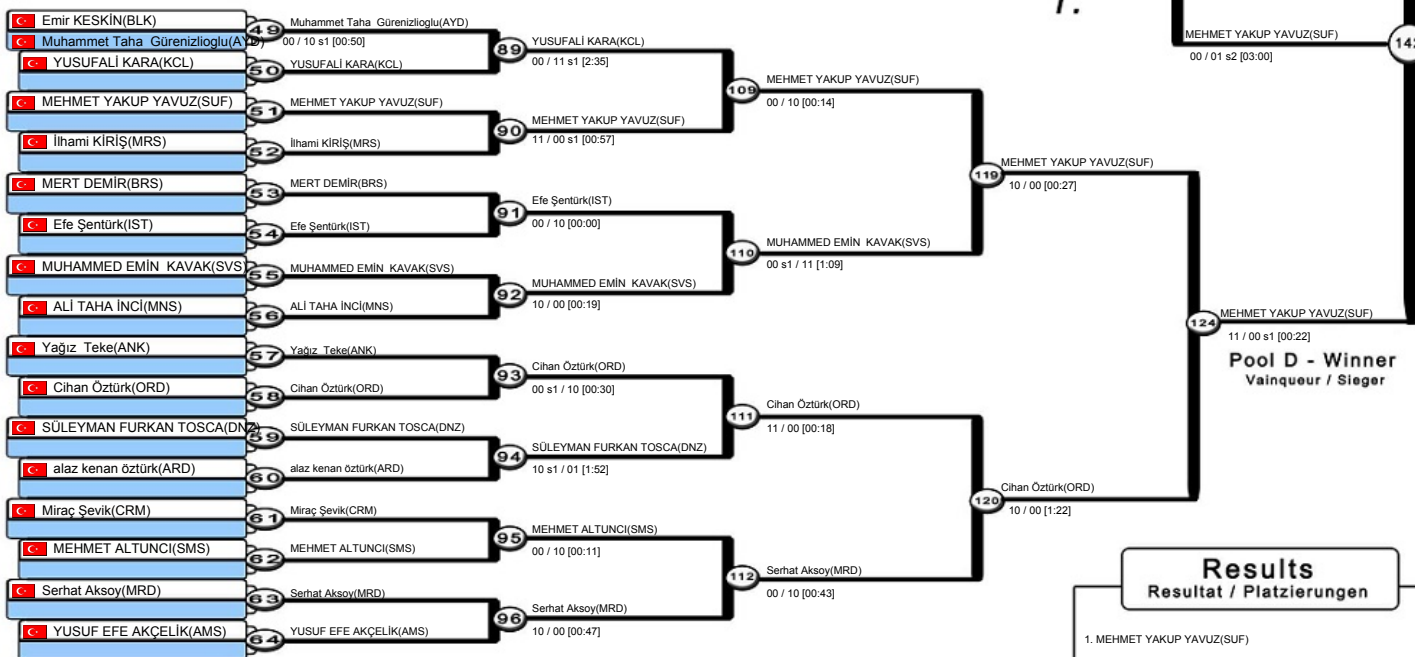 Emir KESKİN(BLK)
Muhammet Taha Gürenizlioglu(AYD)
YUSUFALİ KARA(KCL)
MEHMET YAKUP YAVUZ(SUF)
İlhami KİRİŞ(MRS)
MERT DEMİR(BRS)
Efe Şentürk(IST)
MUHAMMED EMİN KAVAK(SVS)
ALİ TAHA İNCİ(MNS)
Yağız Teke(ANK)
Cihan Öztürk(ORD)
SÜLEYMAN FURKAN TOSCA(DNZ)
alaz kenan öztürk(ARD)
Miraç Şevik(CRM)
MEHMET ALTUNCI(SMS)
Serhat Aksoy(MRD)
YUSUF EFE AKÇELİK(AMS)
49
50
51
52
53
54
55
56
57
58
59
60
61
62
63
64
Muhammet Taha Gürenizlioglu(AYD)
00 / 10 s1 [00:50]
YUSUFALİ KARA(KCL)
MEHMET YAKUP YAVUZ(SUF)
İlhami KİRİŞ(MRS)
MERT DEMİR(BRS)
Efe Şentürk(IST)
MUHAMMED EMİN KAVAK(SVS)
ALİ TAHA İNCİ(MNS)
Yağız Teke(ANK)
Cihan Öztürk(ORD)
SÜLEYMAN FURKAN TOSCA(DNZ)
alaz kenan öztürk(ARD)
Miraç Şevik(CRM)
MEHMET ALTUNCI(SMS)
Serhat Aksoy(MRD)
YUSUF EFE AKÇELİK(AMS)
89
YUSUFALİ KARA(KCL)
00 / 11 s1 [2:35]
90
MEHMET YAKUP YAVUZ(SUF)
11 / 00 s1 [00:57]
91
Efe Şentürk(IST)
00 / 10 [00:00]
92
MUHAMMED EMİN KAVAK(SVS)
10 / 00 [00:19]
93
Cihan Öztürk(ORD)
00 s1 / 10 [00:30]
94
SÜLEYMAN FURKAN TOSCA(DNZ)
10 s1 / 01 [1:52]
95
MEHMET ALTUNCI(SMS)
00 / 10 [00:11]
96
Serhat Aksoy(MRD)
10 / 00 [00:47]
109
MEHMET YAKUP YAVUZ(SUF)
00 / 10 [00:14]
110
MUHAMMED EMİN KAVAK(SVS)
00 s1 / 11 [1:09]
111
Cihan Öztürk(ORD)
11 / 00 [00:18]
112
Serhat Aksoy(MRD)
00 / 10 [00:43]
119
MEHMET YAKUP YAVUZ(SUF)
10 / 00 [00:27]
120
Cihan Öztürk(ORD)
10 / 00 [1:22]
124
MEHMET YAKUP YAVUZ(SUF)
11 / 00 s1 [00:22]
Pool D - Winner
Vainqueur / Sieger
MEHMET YAKUP YAVUZ(SUF)
00 / 01 s2 [03:00]
142
Results
Resultat / Platzierungen
1. MEHMET YAKUP YAVUZ(SUF)